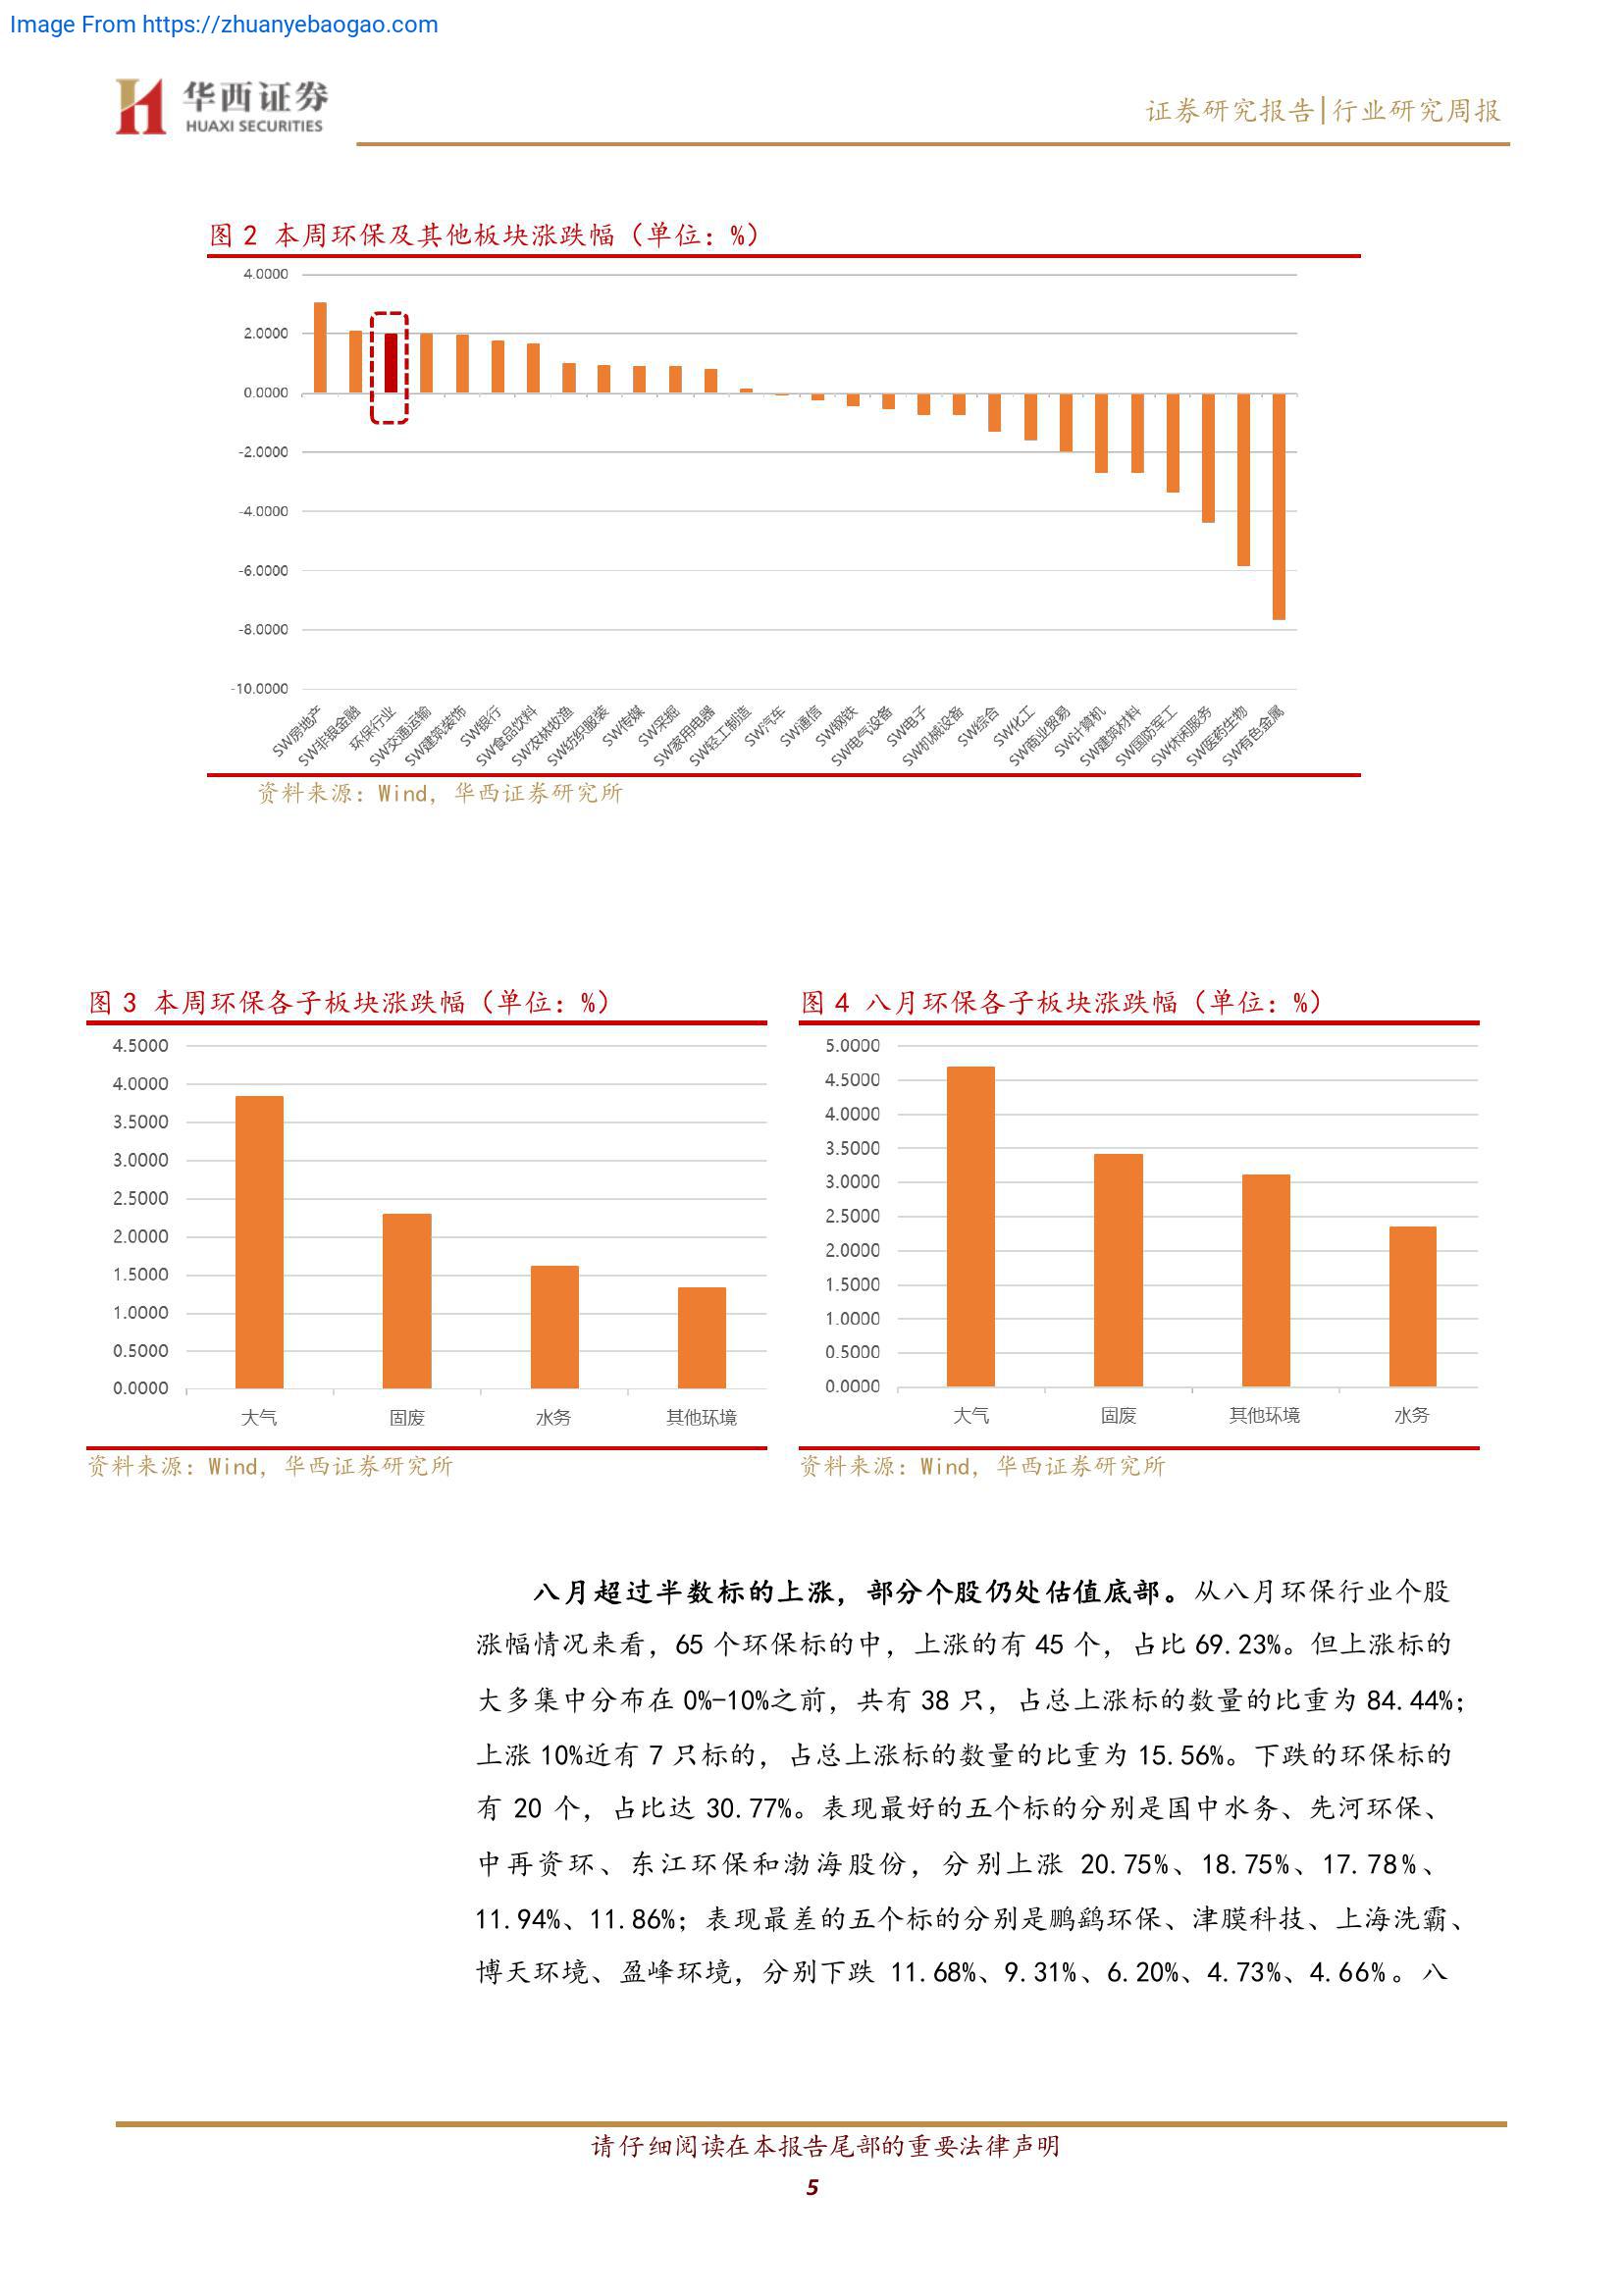 Image From https://zhuanyebaogao.com
华西证券
HUAXI SECURITIES
证券研究报告|行业研究周报
图 2 本周环保及其他板块涨跌幅（单位：%）
4.0000
2.0000
0.0000
-2.0000
-4.0000
-6.0000
-8.0000
-10.0000
SW房地产
SW非银金融
环保行业
SW交通运输
SW建筑装饰
SW银行
SW食品饮料
SW农林牧渔
SW纺织服装
SW传媒
SW采掘
SW家用电器
SW轻工制造
SW汽车
SW通信
SW钢铁
SW电气设备
SW电子
SW机械设备
SW综合
SW化工
SW商业贸易
SW计算机
SW建筑材料
SW国防军工
SW休闲服务
SW医药生物
SW有色金属
资料来源：Wind，华西证券研究所
图 3 本周环保各子板块涨跌幅（单位：%）
4.5000
4.0000
3.5000
3.0000
2.5000
2.0000
1.5000
1.0000
0.5000
0.0000
大气 固废 水务 其他环境
资料来源：Wind，华西证券研究所
图 4 八月环保各子板块涨跌幅（单位：%）
5.0000
4.5000
4.0000
3.5000
3.0000
2.5000
2.0000
1.5000
1.0000
0.5000
0.0000
大气 固废 其他环境 水务
资料来源：Wind，华西证券研究所
八月超过半数标的上涨，部分个股仍处估值底部。从八月环保行业个股
涨幅情况来看，65 个环保标的中，上涨的有 45 个，占比 69.23%。但上涨标的
大多集中分布在 0%-10%之前，共有 38 只，占总上涨标的数量的比重为 84.44%；
上涨 10%近有 7 只标的，占总上涨标的数量的比重为 15.56%。下跌的环保标的
有 20 个，占比达 30.77%。表现最好的五个标的分别是国中水务、先河环保、
中再资环、东江环保和渤海股份，分别上涨 20.75%、18.75%、17.78%、
11.94%、11.86%；表现最差的五个标的分别是鹏鹞环保、津膜科技、上海洗霸、
博天环境、盈峰环境，分别下跌 11.68%、9.31%、6.20%、4.73%、4.66%。八
请仔细阅读在本报告尾部的重要法律声明
5